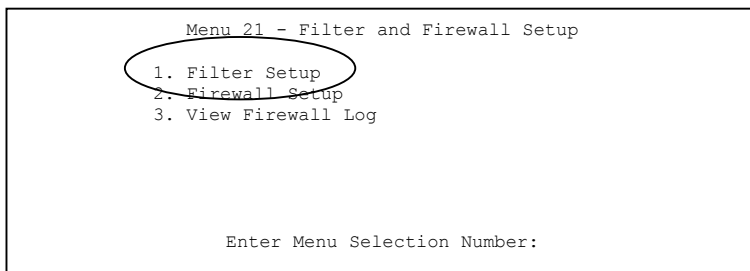 Menu 21 - Filter and Firewall Setup
1. Filter Setup
2. Firewall Setup
3. View Firewall Log
Enter Menu Selection Number: